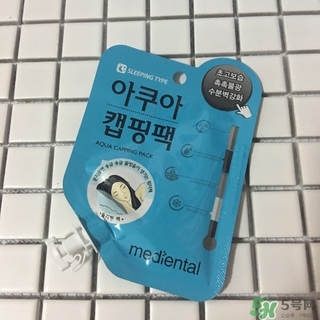 SLEEPING TYPE
아쿠아
캡핑팩
AQUA CAPPING PACK
초고보습
촉촉물광
수분벽강화
mediental
5号网